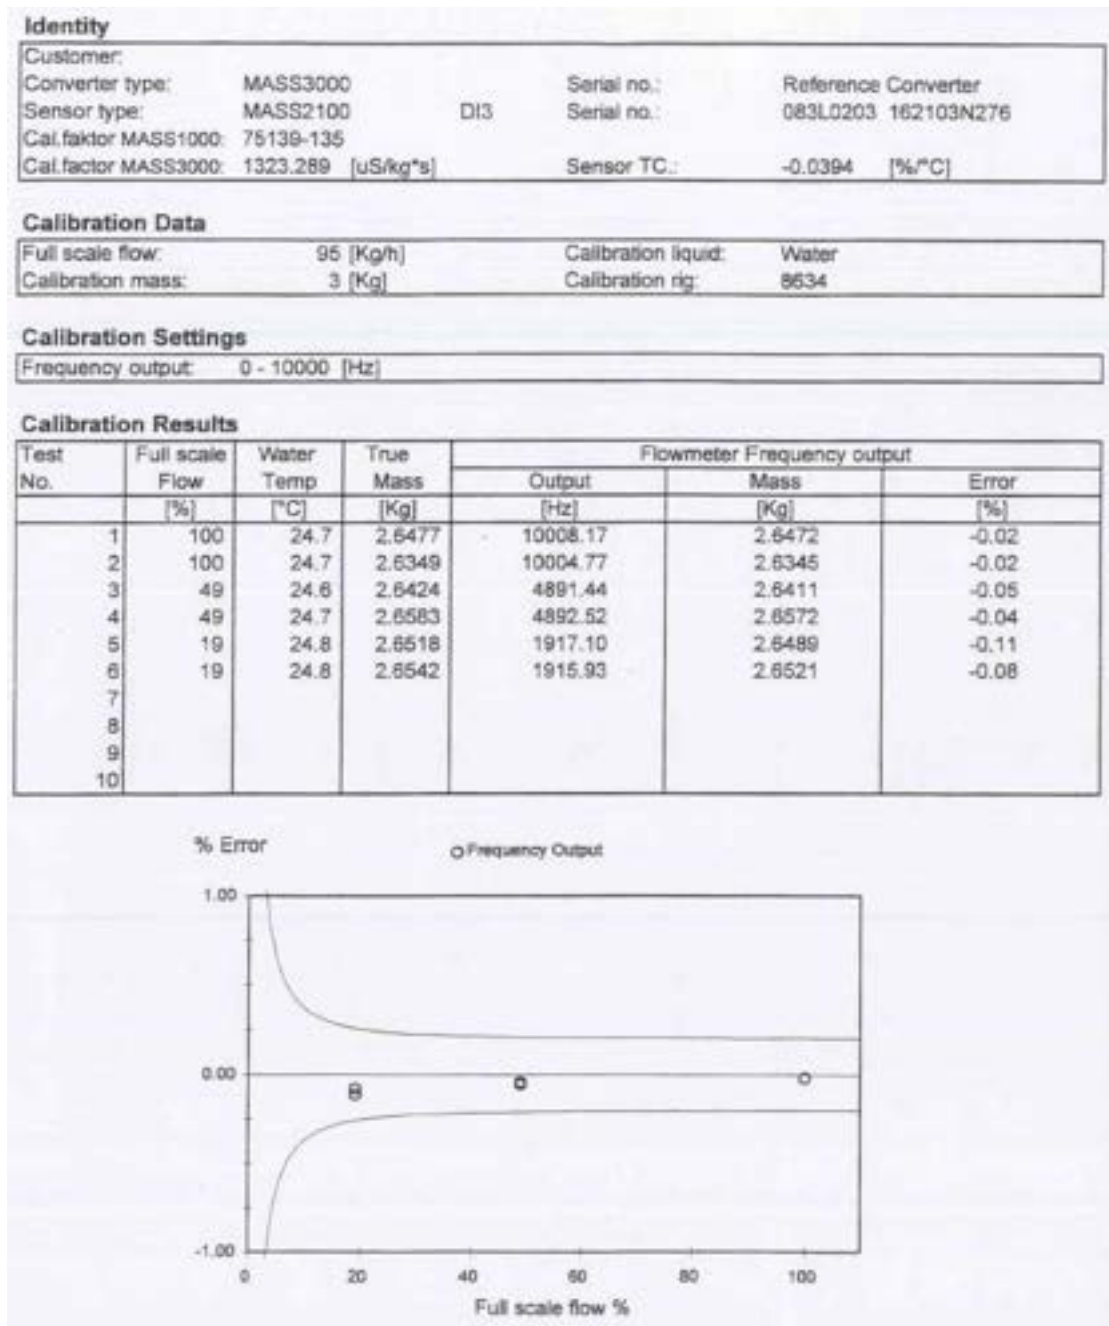 Identity
Customer:
Converter type: MASS3000 Serial no.: Reference Converter
Sensor type: MASS2100 DI3 Serial no.: 083L0203 162103N276
Cal.faktor MASS1000: 75139-135
Cal.factor MASS3000: 1323.289 [uS/kg*s] Sensor TC.: -0.0394 [%/°C]
Calibration Data
Full scale flow: 95 [Kg/h] Calibration liquid: Water
Calibration mass: 3 [Kg] Calibration rig: 8634
Calibration Settings
Frequency output: 0 - 10000 [Hz]
Calibration Results
Test Full scale Water True Flowmeter Frequency output
No. Flow Temp Mass Output Mass Error
[%] [°C] [Kg] [Hz] [Kg] [%]
1 100 24.7 2.6477 10008.17 2.6472 -0.02
2 100 24.7 2.6349 10004.77 2.6345 -0.02
3 49 24.6 2.6424 4891.44 2.6411 -0.05
4 49 24.7 2.6583 4892.52 2.6572 -0.04
5 19 24.8 2.6518 1917.10 2.6489 -0.11
6 19 24.8 2.6542 1915.93 2.6521 -0.08
7
8
9
10
% Error
Frequency Output
1.00
0.00
-1.00
0 20 40 60 80 100
Full scale flow %